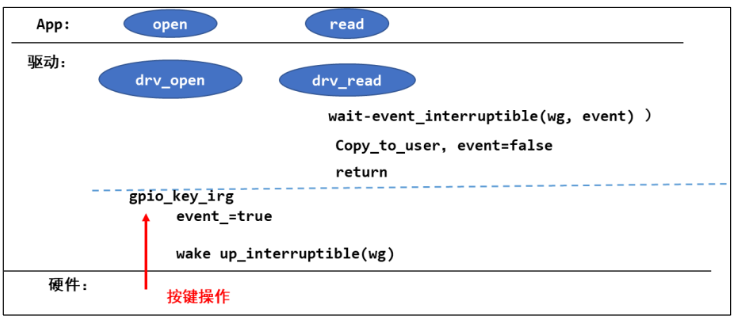 App: open read
驱动:
drv_open drv_read
wait-event_interruptible(wg, event) )
Copy_to_user, event=false
return
gpio_key_irg
event_=true
wake up_interruptible(wg)
硬件:
按键操作